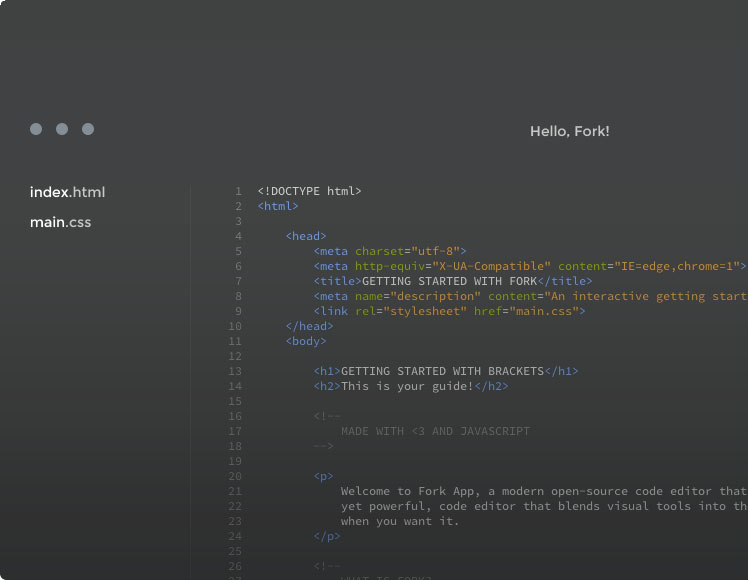 Hello, Fork!
index.html
main.css
1 <!DOCTYPE html>
2 <html>
3
4 <head>
5 <meta charset="utf-8">
6 <meta http-equiv="X-UA-Compatible" content="IE=edge,chrome=1">
7 <title>GETTING STARTED WITH FORK</title>
8 <meta name="description" content="An interactive getting start
9 <link rel="stylesheet" href="main.css">
10 </head>
11 <body>
12
13 <h1>GETTING STARTED WITH BRACKETS</h1>
14 <h2>This is your guide!</h2>
15
16 <!--
17 MADE WITH <3 AND JAVASCRIPT
18 -->
19
20 <p>
21 Welcome to Fork App, a modern open-source code editor that
22 yet powerful, code editor that blends visual tools into th
23 when you want it.
24 </p>
25
26 <!--
27 WHAT IS FORK?